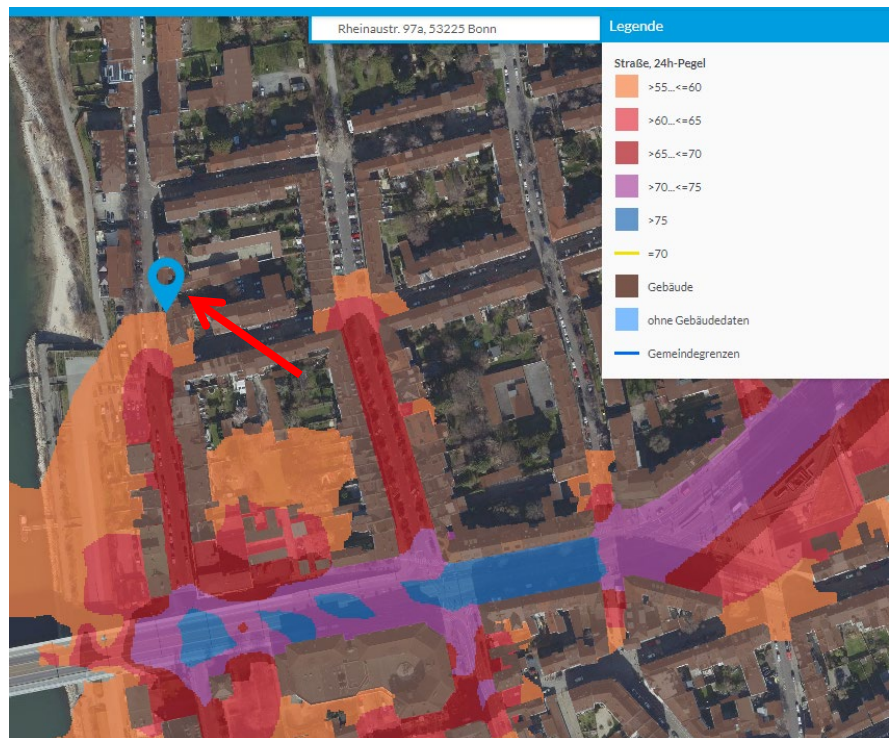 Rheinaustr. 97a, 53225 Bonn
Legende
Straße, 24h-Pegel
>55...<=60
>60...<=65
>65...<=70
>70...<=75
>75
=70
Gebäude
ohne Gebäudedaten
Gemeindegrenzen